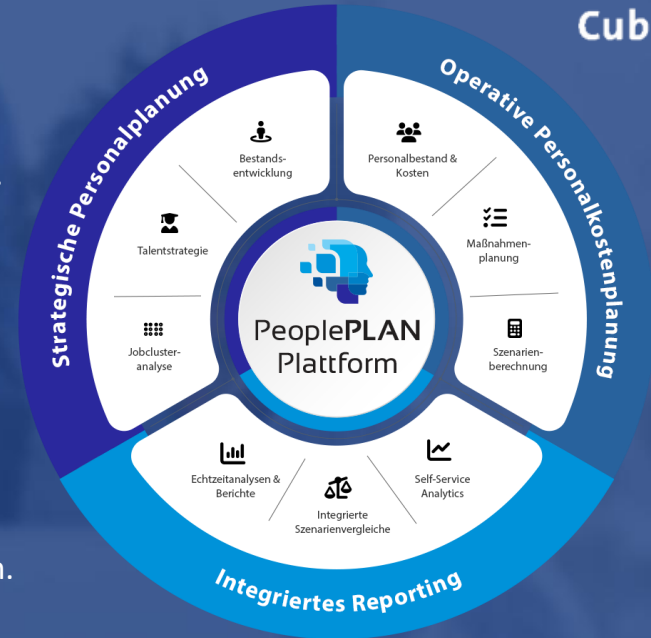 Cub
Strategische Personalplanung
Operative Personalkostenplanung
Bestands-
entwicklung
Personalbestand &
Kosten
Talentstrategie
Maßnahmen-
planung
Jobcluster-
analyse
Szenarien-
berechnung
PeoplePLAN
Plattform
Echtzeitanalysen &
Berichte
Integrierte
Szenarienvergleiche
Self-Service
Analytics
Integriertes Reporting